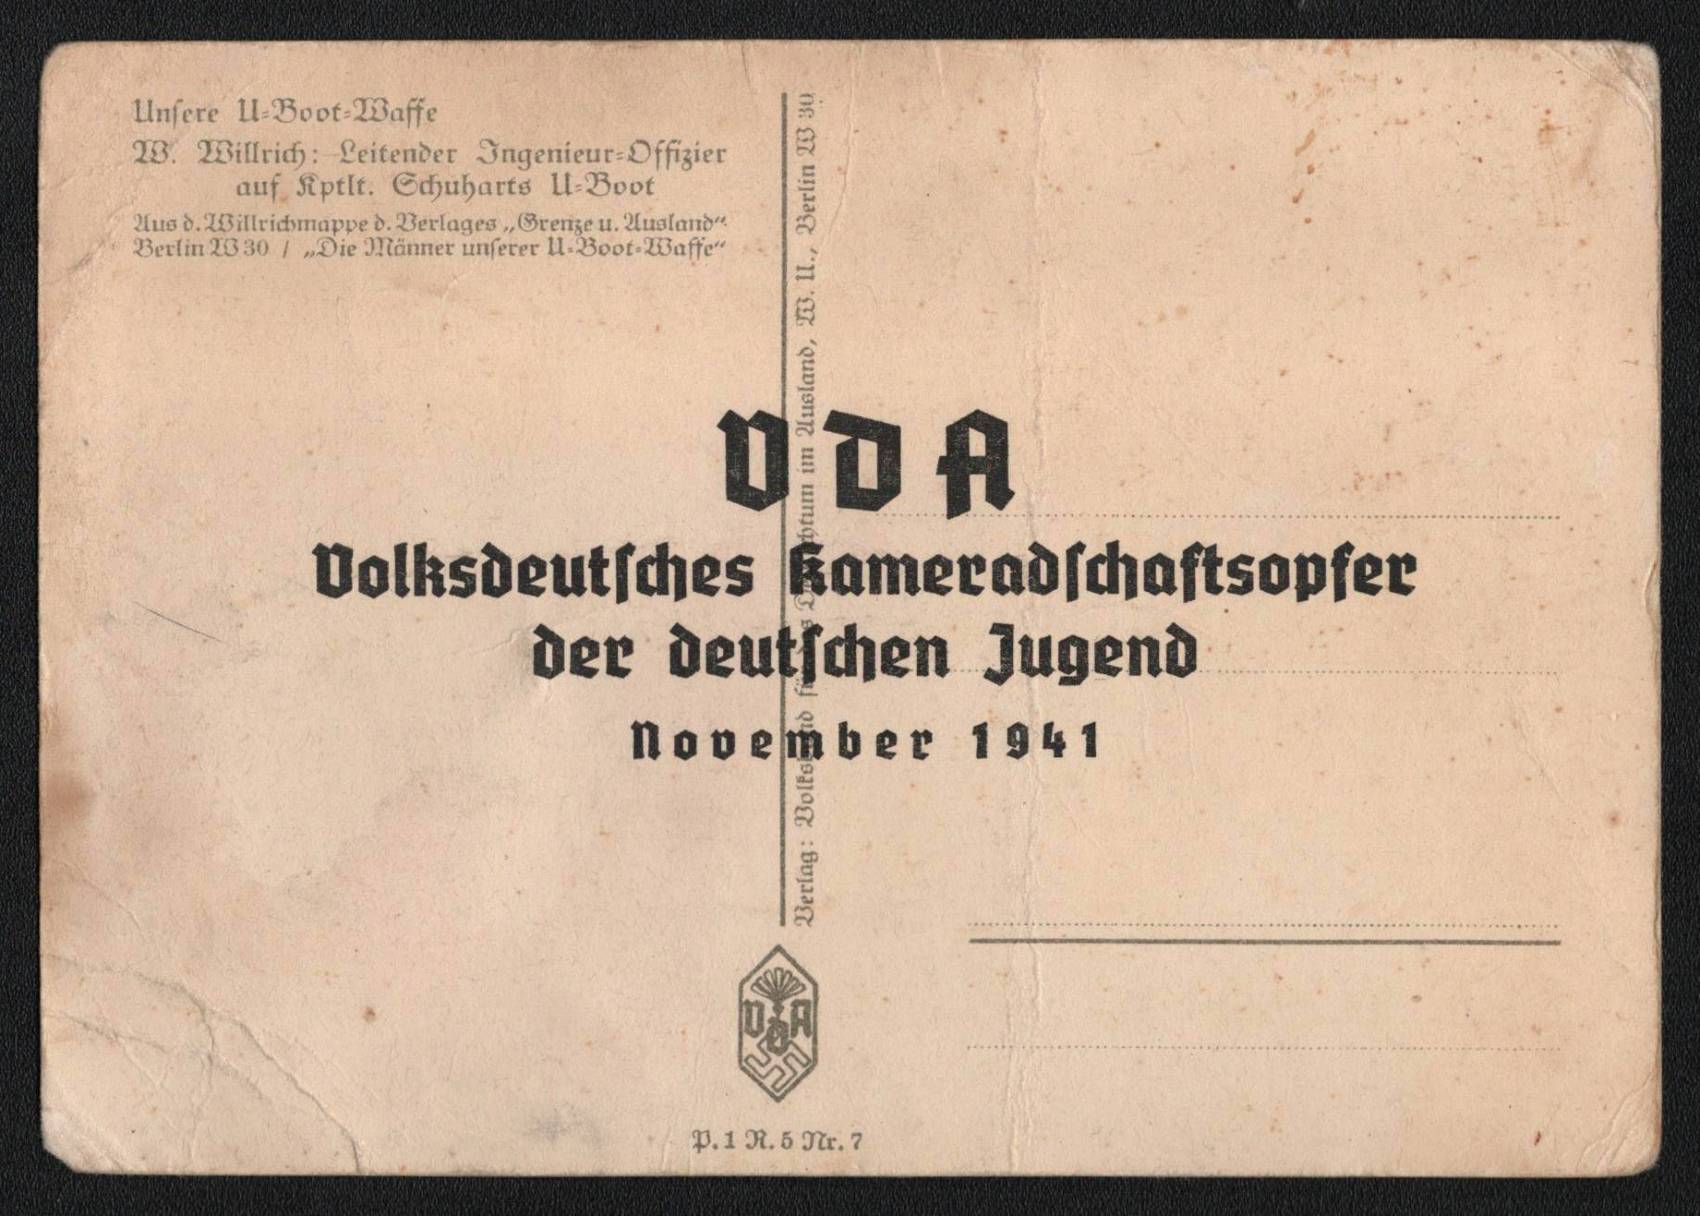 Unsere U-Boot-Waffe
W. Willrich: Leitender Ingenieur-Offizier
auf Kptlt. Schuharts U-Boot
Aus d. Willrichmappe d. Verlages „Grenze u. Ausland“
Berlin W 30 / „Die Männer unserer U-Boot-Waffe“
Verlag: Volksbund für das Deutschtum im Ausland, W. U., Berlin W 30
VDA
Volksdeutsches Kameradschaftsopfer
der deutschen Jugend
November 1941
VDA
P. 1 R. 5 Nr. 7